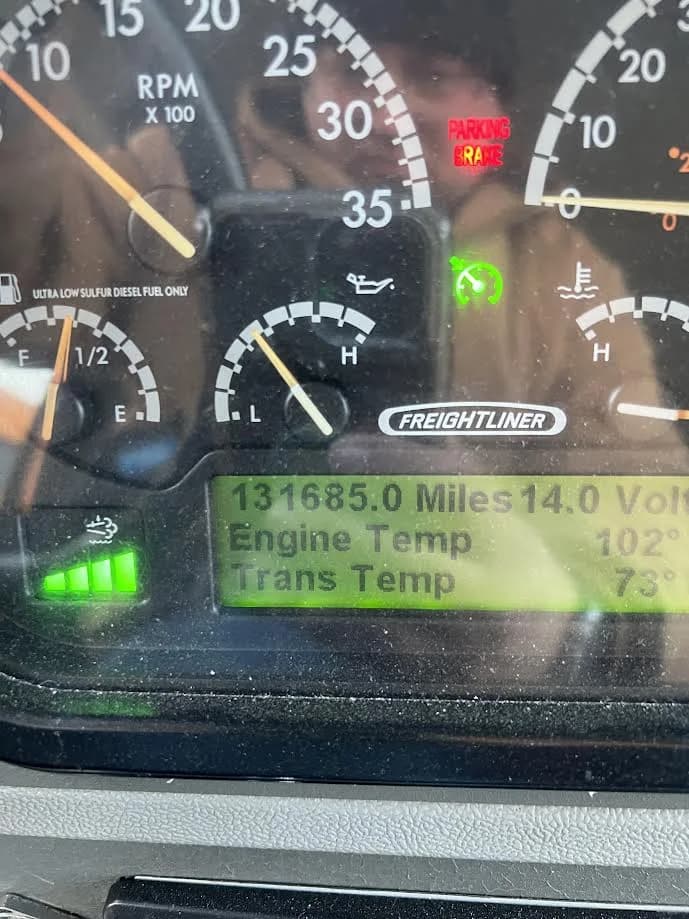 15 20
10 25
RPM
X 100
30
35
PARKING
BRAKE
20
10
0
0
ULTRA LOW SULFUR DIESEL FUEL ONLY
F 1/2
E
L
H
H
FREIGHTLINER
131685.0 Miles 14.0
Engine Temp 102°
Trans Temp 73°